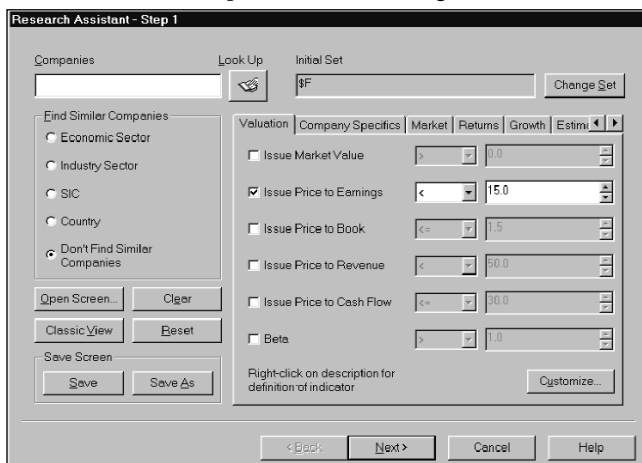 Research Assistant - Step 1
Companies
Look Up
Initial Set
$F
Change Set
Find Similar Companies
Economic Sector
Industry Sector
SIC
Country
Don't Find Similar
Companies
Open Screen...
Clear
Classic View
Reset
Save Screen
Save
Save As
Valuation
Company Specifics
Market
Returns
Growth
Issue Market Value
>
0.0
Issue Price to Earnings
<
15.0
Issue Price to Book
<=
1.5
Issue Price to Revenue
<
50.0
Issue Price to Cash Flow
<=
30.0
Beta
>
1.0
Right-click on description for
definition of indicator
Customize...
< Back
Next >
Cancel
Help